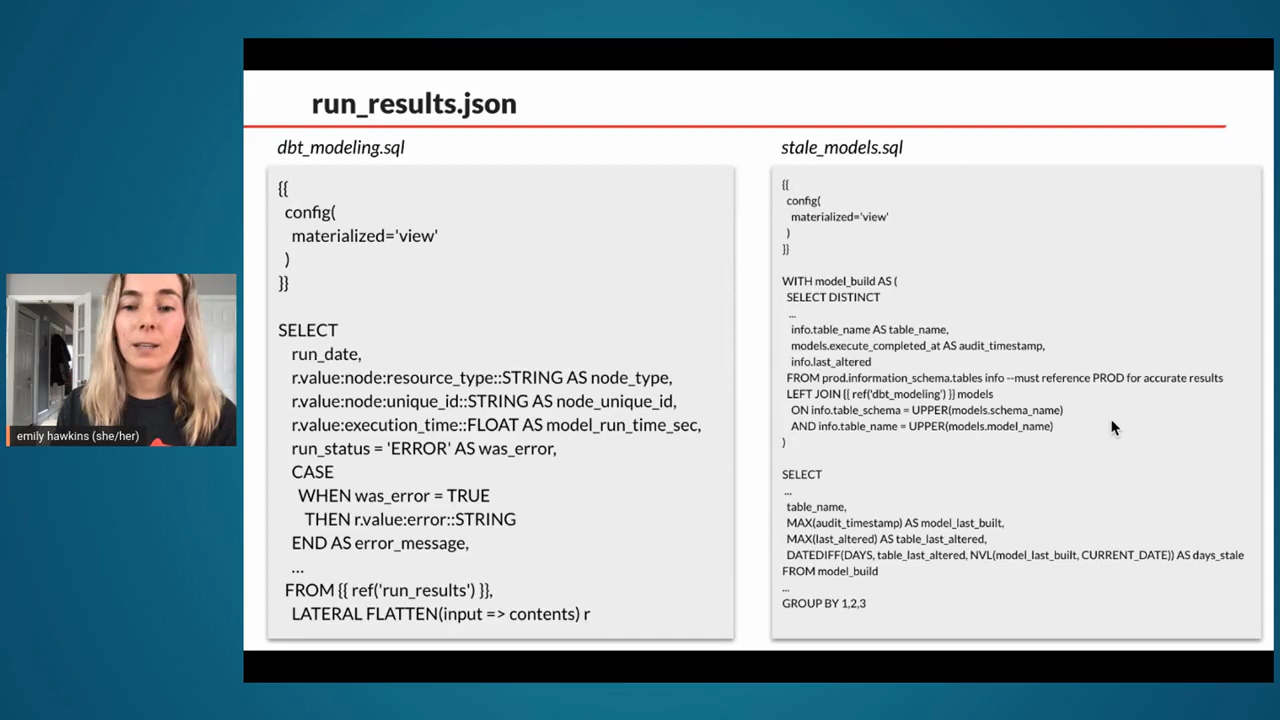 run_results.json
dbt_modeling.sql
{{
config(
materialized='view'
)
}}
SELECT
run_date,
r.value:node:resource_type::STRING AS node_type,
r.value:node:unique_id::STRING AS node_unique_id,
r.value:execution_time::FLOAT AS model_run_time_sec,
run_status = 'ERROR' AS was_error,
CASE
WHEN was_error = TRUE
THEN r.value:error::STRING
END AS error_message,
...
FROM {{ ref('run_results') }},
LATERAL FLATTEN(input => contents) r
stale_models.sql
{{
config(
materialized='view'
)
}}
WITH model_build AS (
SELECT DISTINCT
...
info.table_name AS table_name,
models.execute_completed_at AS audit_timestamp,
info.last_altered
FROM prod.information_schema.tables info --must reference PROD for accurate results
LEFT JOIN {{ ref('dbt_modeling') }} models
ON info.table_schema = UPPER(models.schema_name)
AND info.table_name = UPPER(models.model_name)
)
SELECT
...
table_name,
MAX(audit_timestamp) AS model_last_built,
MAX(last_altered) AS table_last_altered,
DATEDIFF(DAYS, table_last_altered, NVL(model_last_built, CURRENT_DATE)) AS days_stale
FROM model_build
...
GROUP BY 1,2,3
emily hawkins (she/her)